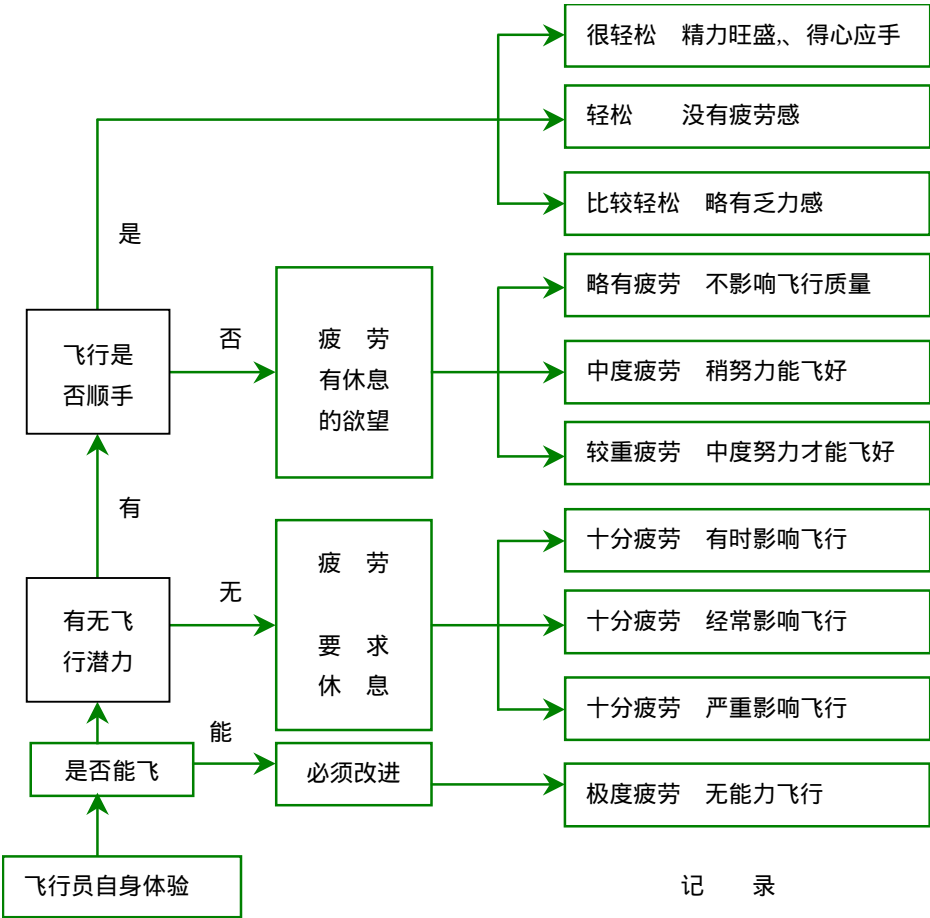 很轻松 精力旺盛,、得心应手
轻松 没有疲劳感
比较轻松 略有乏力感
是
略有疲劳 不影响飞行质量
飞行是
否顺手
否
疲 劳
有休息
的欲望
中度疲劳 稍努力能飞好
较重疲劳 中度努力才能飞好
有
十分疲劳 有时影响飞行
有无飞
行潜力
无
疲 劳
要 求
休 息
十分疲劳 经常影响飞行
十分疲劳 严重影响飞行
是否能飞
能
必须改进
极度疲劳 无能力飞行
飞行员自身体验
记 录